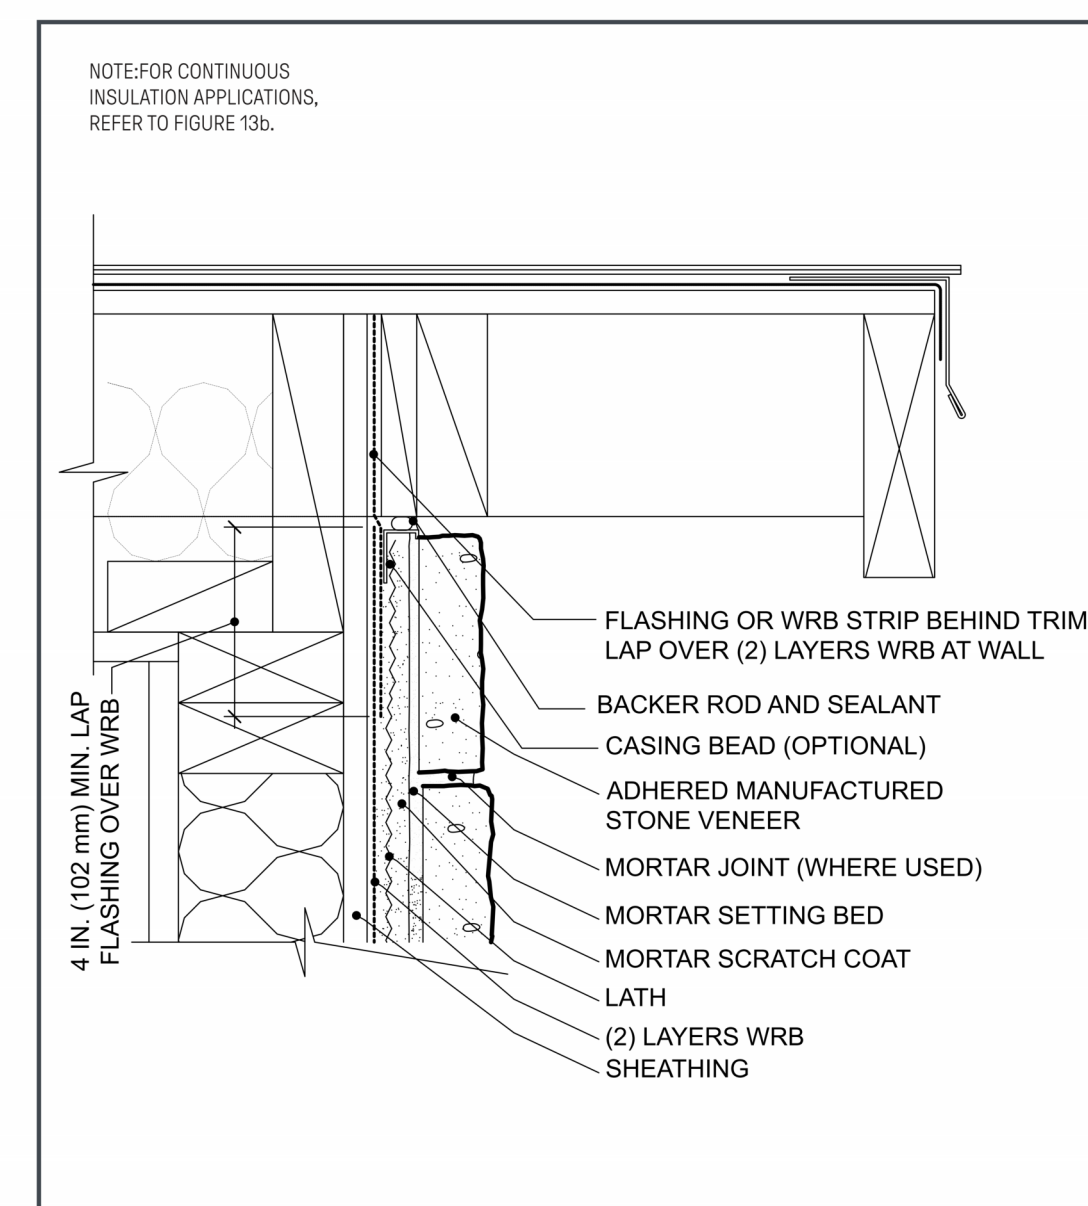 NOTE:FOR CONTINUOUS
INSULATION APPLICATIONS,
REFER TO FIGURE 13b.
FLASHING OR WRB STRIP BEHIND TRIM
LAP OVER (2) LAYERS WRB AT WALL
BACKER ROD AND SEALANT
CASING BEAD (OPTIONAL)
ADHERED MANUFACTURED
STONE VENEER
MORTAR JOINT (WHERE USED)
MORTAR SETTING BED
MORTAR SCRATCH COAT
LATH
(2) LAYERS WRB
SHEATHING
4 IN. (102 mm) MIN. LAP
FLASHING OVER WRB